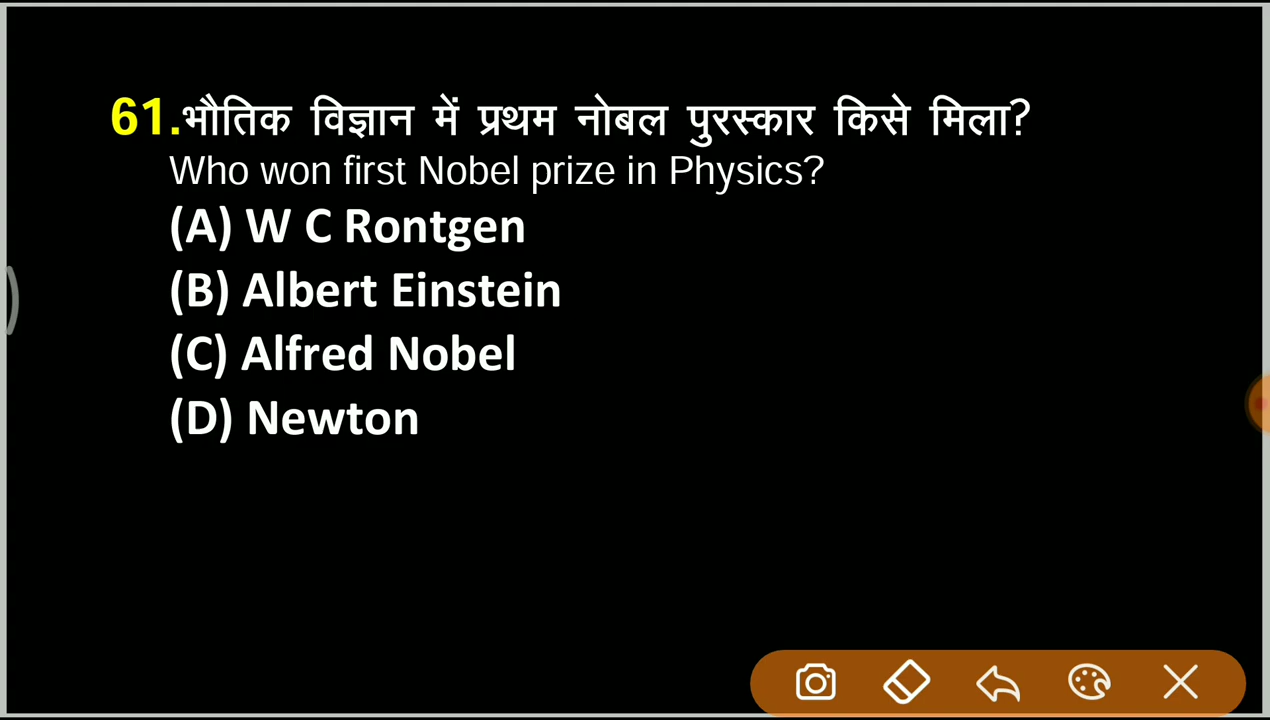 61.भौतिक विज्ञान में प्रथम नोबल पुरस्कार किसे मिला?
Who won first Nobel prize in Physics?
(A) W C Rontgen
(B) Albert Einstein
(C) Alfred Nobel
(D) Newton